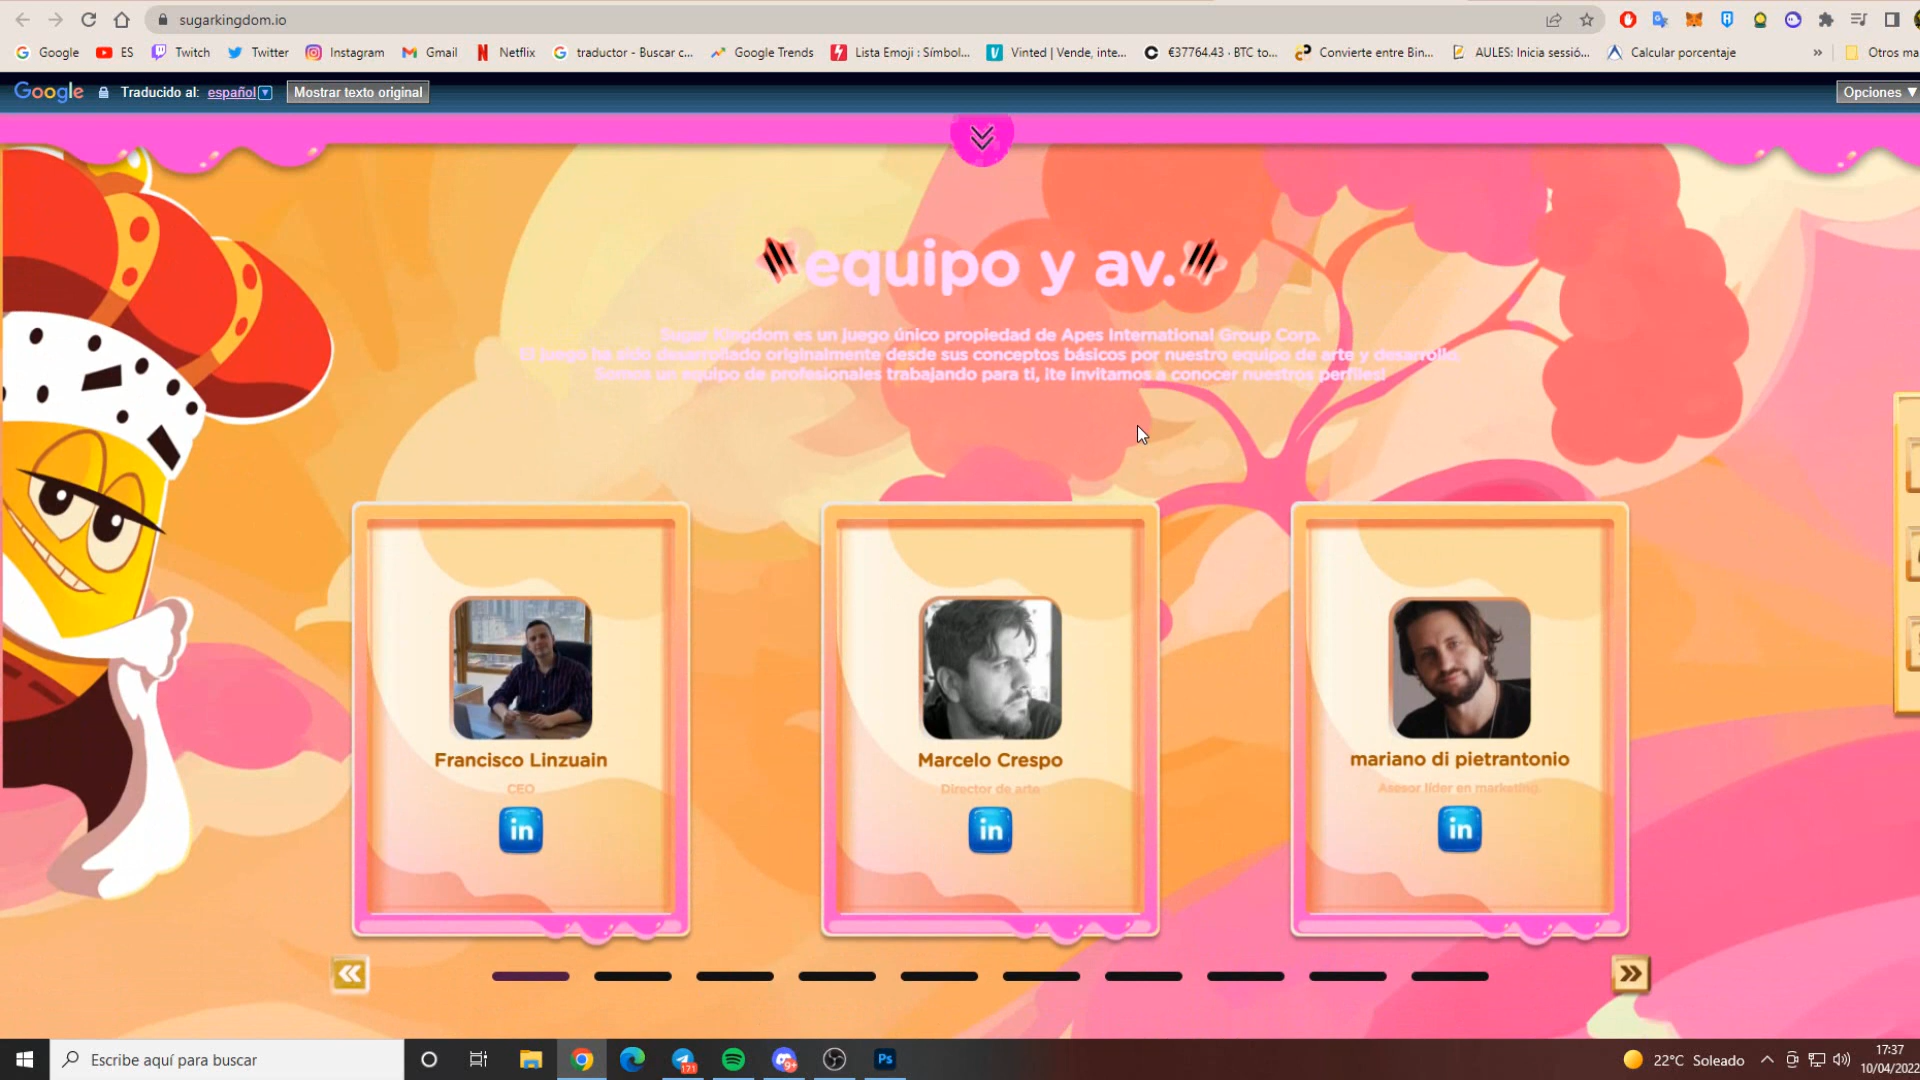 sugarkingdom.io
Google
ES
Twitch
Twitter
Instagram
Gmail
Netflix
traductor - Buscar c...
Google Trends
Lista Emoji : Símbol...
Vinted | Vende, inte...
€37764.43 · BTC to...
Convierte entre Bin...
AULES: Inicia sessió...
Calcular porcentaje
»
Otros ma
Google Traducido al: español Mostrar texto original
Opciones ▼
equipo y av.
Sugar Kingdom es un juego único propiedad de Apes International Group Corp.
El juego ha sido desarrollado originalmente desde sus conceptos básicos por nuestro equipo de arte y desarrollo.
Somos un equipo de profesionales trabajando para ti, ¡te invitamos a conocer nuestros perfiles!
Francisco Linzuain
CEO
in
Marcelo Crespo
Director de arte
in
mariano di pietrantonio
Asesor líder en marketing.
in
Escribe aquí para buscar
171
9+
Ps
22°C Soleado
17:37
10/04/2022